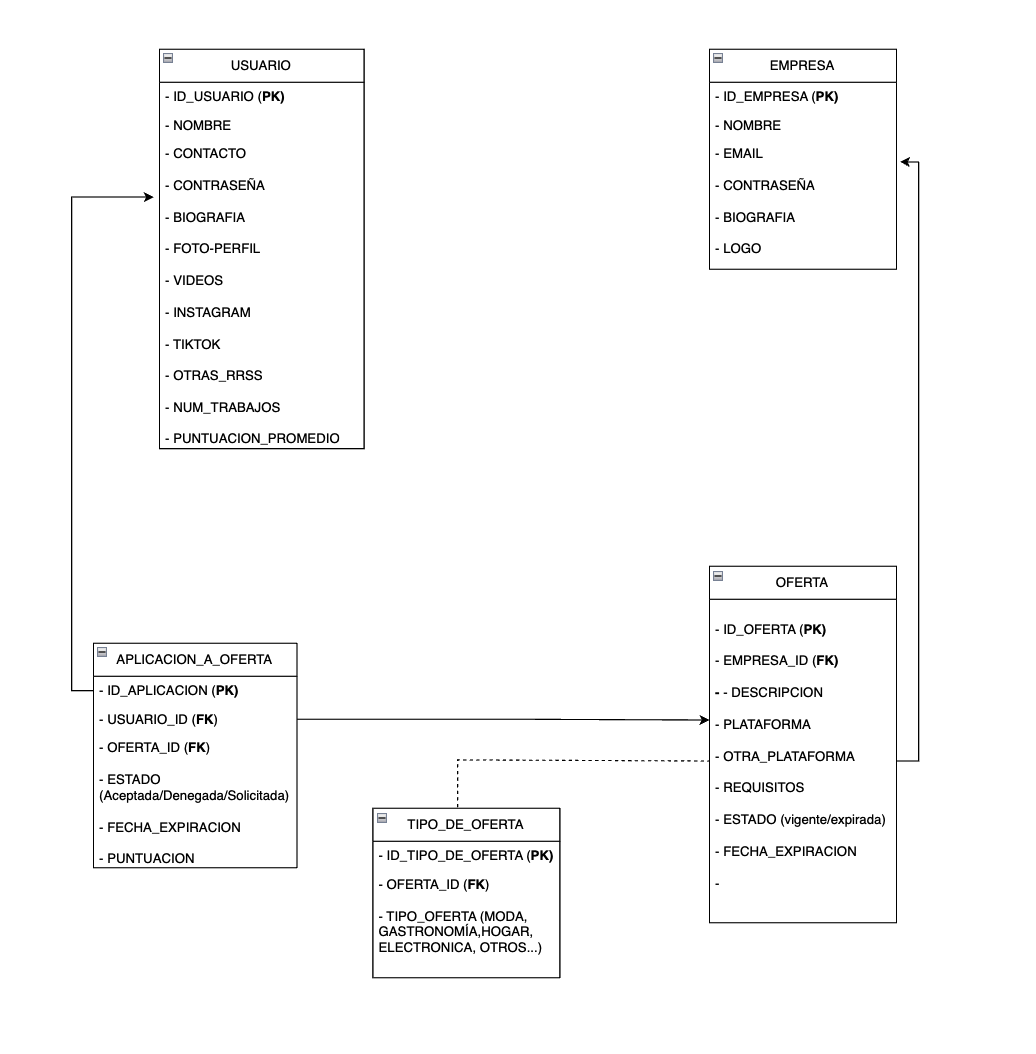 USUARIO
- ID_USUARIO (PK)
- NOMBRE
- CONTACTO
- CONTRASEÑA
- BIOGRAFIA
- FOTO-PERFIL
- VIDEOS
- INSTAGRAM
- TIKTOK
- OTRAS_RRSS
- NUM_TRABAJOS
- PUNTUACION_PROMEDIO
EMPRESA
- ID_EMPRESA (PK)
- NOMBRE
- EMAIL
- CONTRASEÑA
- BIOGRAFIA
- LOGO
APLICACION_A_OFERTA
- ID_APLICACION (PK)
- USUARIO_ID (FK)
- OFERTA_ID (FK)
- ESTADO
(Aceptada/Denegada/Solicitada)
- FECHA_EXPIRACION
- PUNTUACION
TIPO_DE_OFERTA
- ID_TIPO_DE_OFERTA (PK)
- OFERTA_ID (FK)
- TIPO_OFERTA (MODA,
GASTRONOMÍA,HOGAR,
ELECTRONICA, OTROS...)
OFERTA
- ID_OFERTA (PK)
- EMPRESA_ID (FK)
- - DESCRIPCION
- PLATAFORMA
- OTRA_PLATAFORMA
- REQUISITOS
- ESTADO (vigente/expirada)
- FECHA_EXPIRACION
-